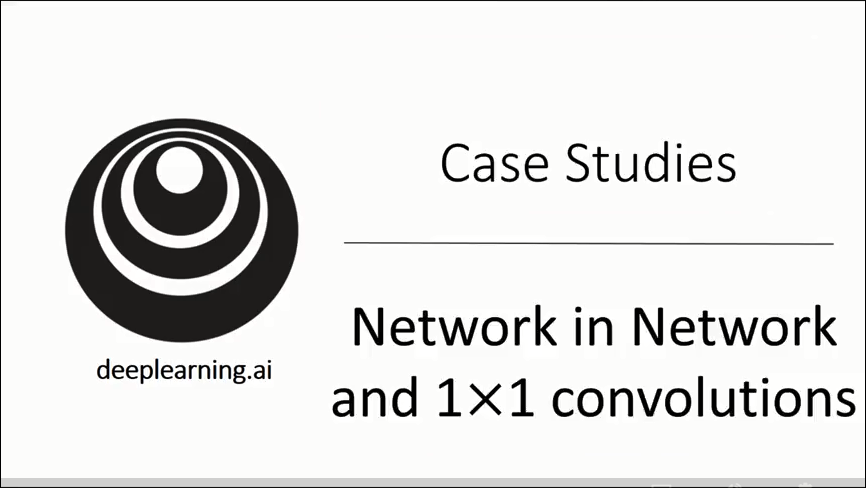 Case Studies
Network in Network
and 1×1 convolutions
deeplearning.ai